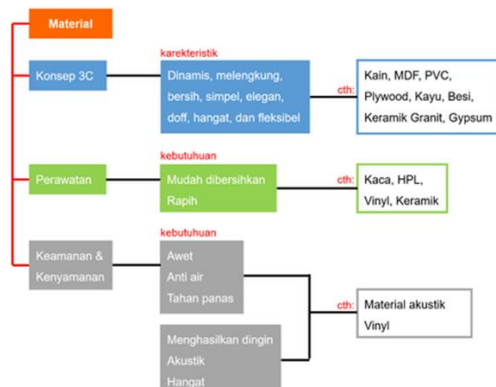 Material
karekteristik
Konsep 3C
Dinamis, melengkung,
bersih, simpel, elegan,
doff, hangat, dan fleksibel
cth:
Kain, MDF, PVC,
Plywood, Kayu, Besi,
Keramik Granit, Gypsum
kebutuhuan
Perawatan
Mudah dibersihkan
Rapih
cth:
Kaca, HPL,
Vinyl, Keramik
kebutuhuan
Keamanan &
Kenyamanan
Awet
Anti air
Tahan panas
cth:
Material akustik
Vinyl
Menghasilkan dingin
Akustik
Hangat